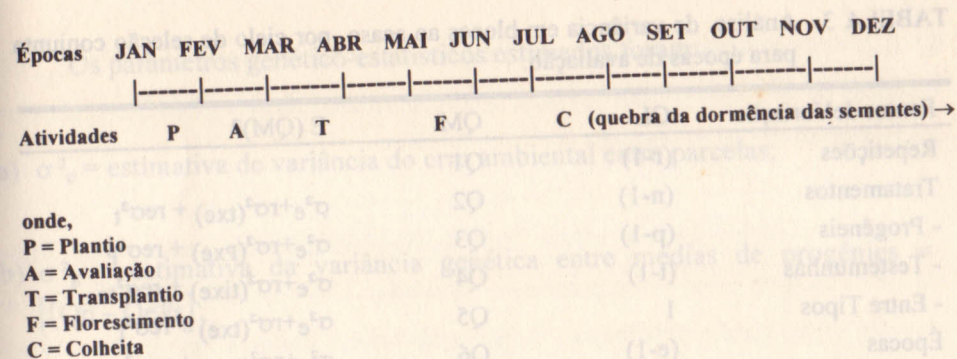 Épocas JAN FEV MAR ABR MAI JUN JUL AGO SET OUT NOV DEZ
|------|------|------|------|------|------|------|------|------|------|------|
Atividades P A T F C (quebra da dormência das sementes) →
onde,
P = Plantio
A = Avaliação
T = Transplantio
F = Florescimento
C = Colheita